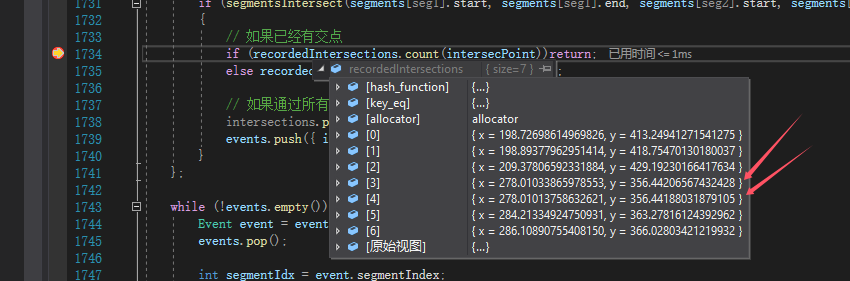 1731 if (segmentsIntersect(segments[seg1].start, segments[seg1].end, segments[seg2].start, segments
1732 {
1733 // 如果已经有交点
1734 if (recordedIntersections.count(intersecPoint))return; 已用时间 <= 1ms
1735 else recorded ;
recordedIntersections { size=7 }
[hash_function] {...}
[key_eq] {...}
[allocator] allocator
[0] { x = 198.72698614969826, y = 413.24941271541275 }
[1] { x = 198.89377962951414, y = 418.75470130180037 }
[2] { x = 209.37806592331884, y = 429.19230166417634 }
[3] { x = 278.01033865978553, y = 356.44206567432428 }
[4] { x = 278.01013758632621, y = 356.44188031879105 }
[5] { x = 284.21334924750931, y = 363.27816124392962 }
[6] { x = 286.10890755408150, y = 366.02803421219932 }
[原始视图] {...}
1736
1737 // 如果通过所有
1738 intersections.p
1739 events.push({ i
1740 }
1741 };
1742
1743 while (!events.empty())
1744 Event event = event
1745 events.pop();
1746
1747 int segmentIdx = event.segmentIndex;